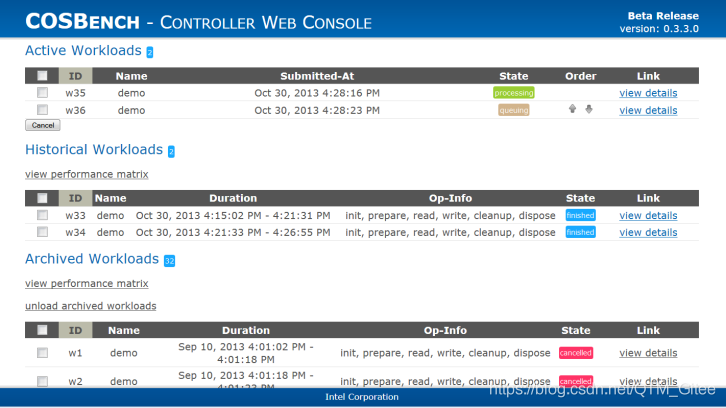 COSBENCH - CONTROLLER WEB CONSOLE
Beta Release
version: 0.3.3.0
Active Workloads 2
ID Name Submitted-At State Order Link
w35 demo Oct 30, 2013 4:28:16 PM processing view details
w36 demo Oct 30, 2013 4:28:23 PM queuing view details
Cancel
Historical Workloads 2
view performance matrix
ID Name Duration Op-Info State Link
w33 demo Oct 30, 2013 4:15:02 PM - 4:21:31 PM init, prepare, read, write, cleanup, dispose finished view details
w34 demo Oct 30, 2013 4:21:33 PM - 4:26:55 PM init, prepare, read, write, cleanup, dispose finished view details
Archived Workloads 32
view performance matrix
unload archived workloads
ID Name Duration Op-Info State Link
w1 demo Sep 10, 2013 4:01:02 PM - 4:01:18 PM init, prepare, read, write, cleanup, dispose cancelled view details
w2 demo Sep 10, 2013 4:01:18 PM - init, prepare, read, write, cleanup, dispose cancelled view details
https://blog.csdn.net/QTM_Gitee
Intel Corporation